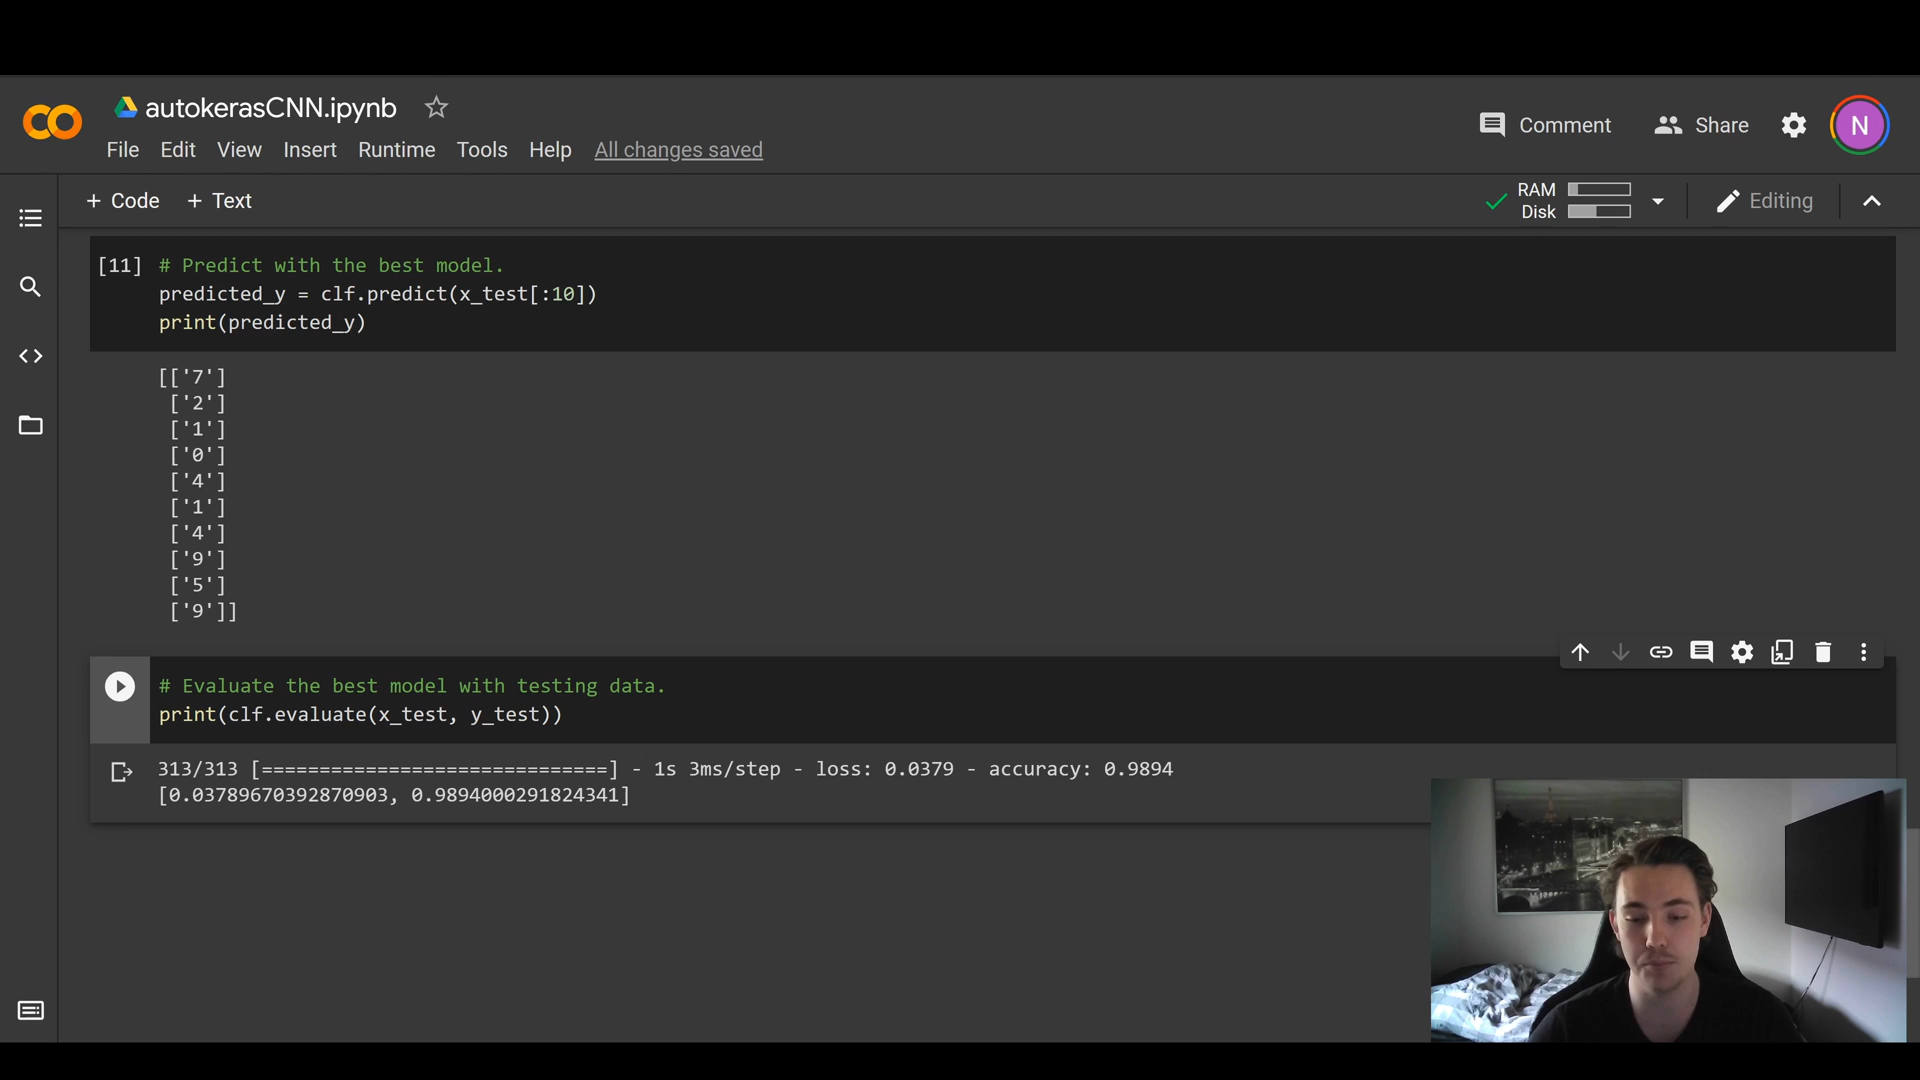 autokerasCNN.ipynb
Comment
Share
N
File Edit View Insert Runtime Tools Help All changes saved
+ Code + Text
RAM
Disk
Editing
[11] # Predict with the best model.
predicted_y = clf.predict(x_test[:10])
print(predicted_y)
[['7']
['2']
['1']
['0']
['4']
['1']
['4']
['9']
['5']
['9']]
# Evaluate the best model with testing data.
print(clf.evaluate(x_test, y_test))
313/313 [==============================] - 1s 3ms/step - loss: 0.0379 - accuracy: 0.9894
[0.03789670392870903, 0.9894000291824341]